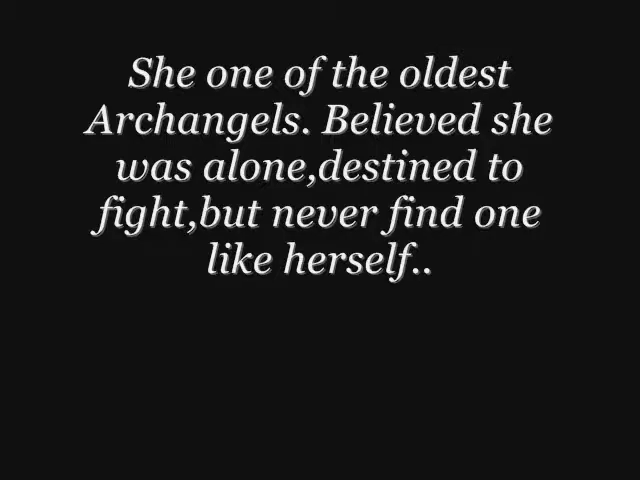 She one of the oldest
Archangels. Believed she
was alone,destined to
fight,but never find one
like herself..